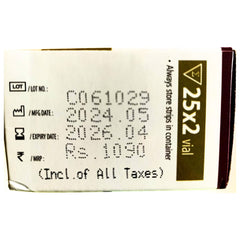 LOT / LOT NO.: C061029
/ MFG DATE: 2024.05
/ EXPIRY DATE: 2026.04
₹ / MRP: Rs.1090
(Incl.of All Taxes)
• Always store strips in container
25x2 vial